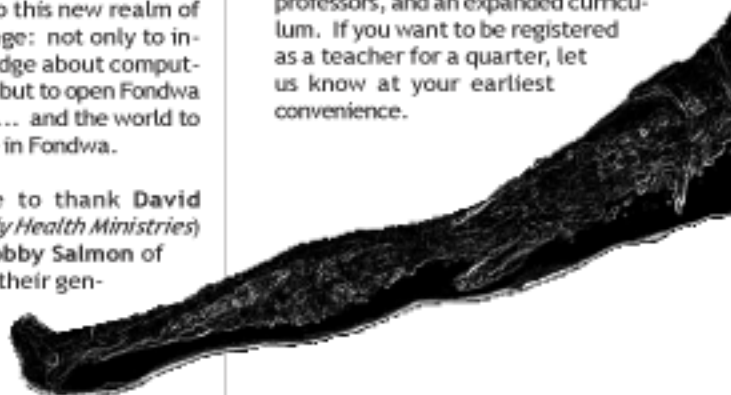 o this new realm of
ege: not only to in-
dge about comput-
but to open Fondwa
... and the world to
in Fondwa.
e to thank David
y Health Ministries)
obby Salmon of
their gen-
professors, and an expanded curricu-
lum. If you want to be registered
as a teacher for a quarter, let
us know at your earliest
convenience.